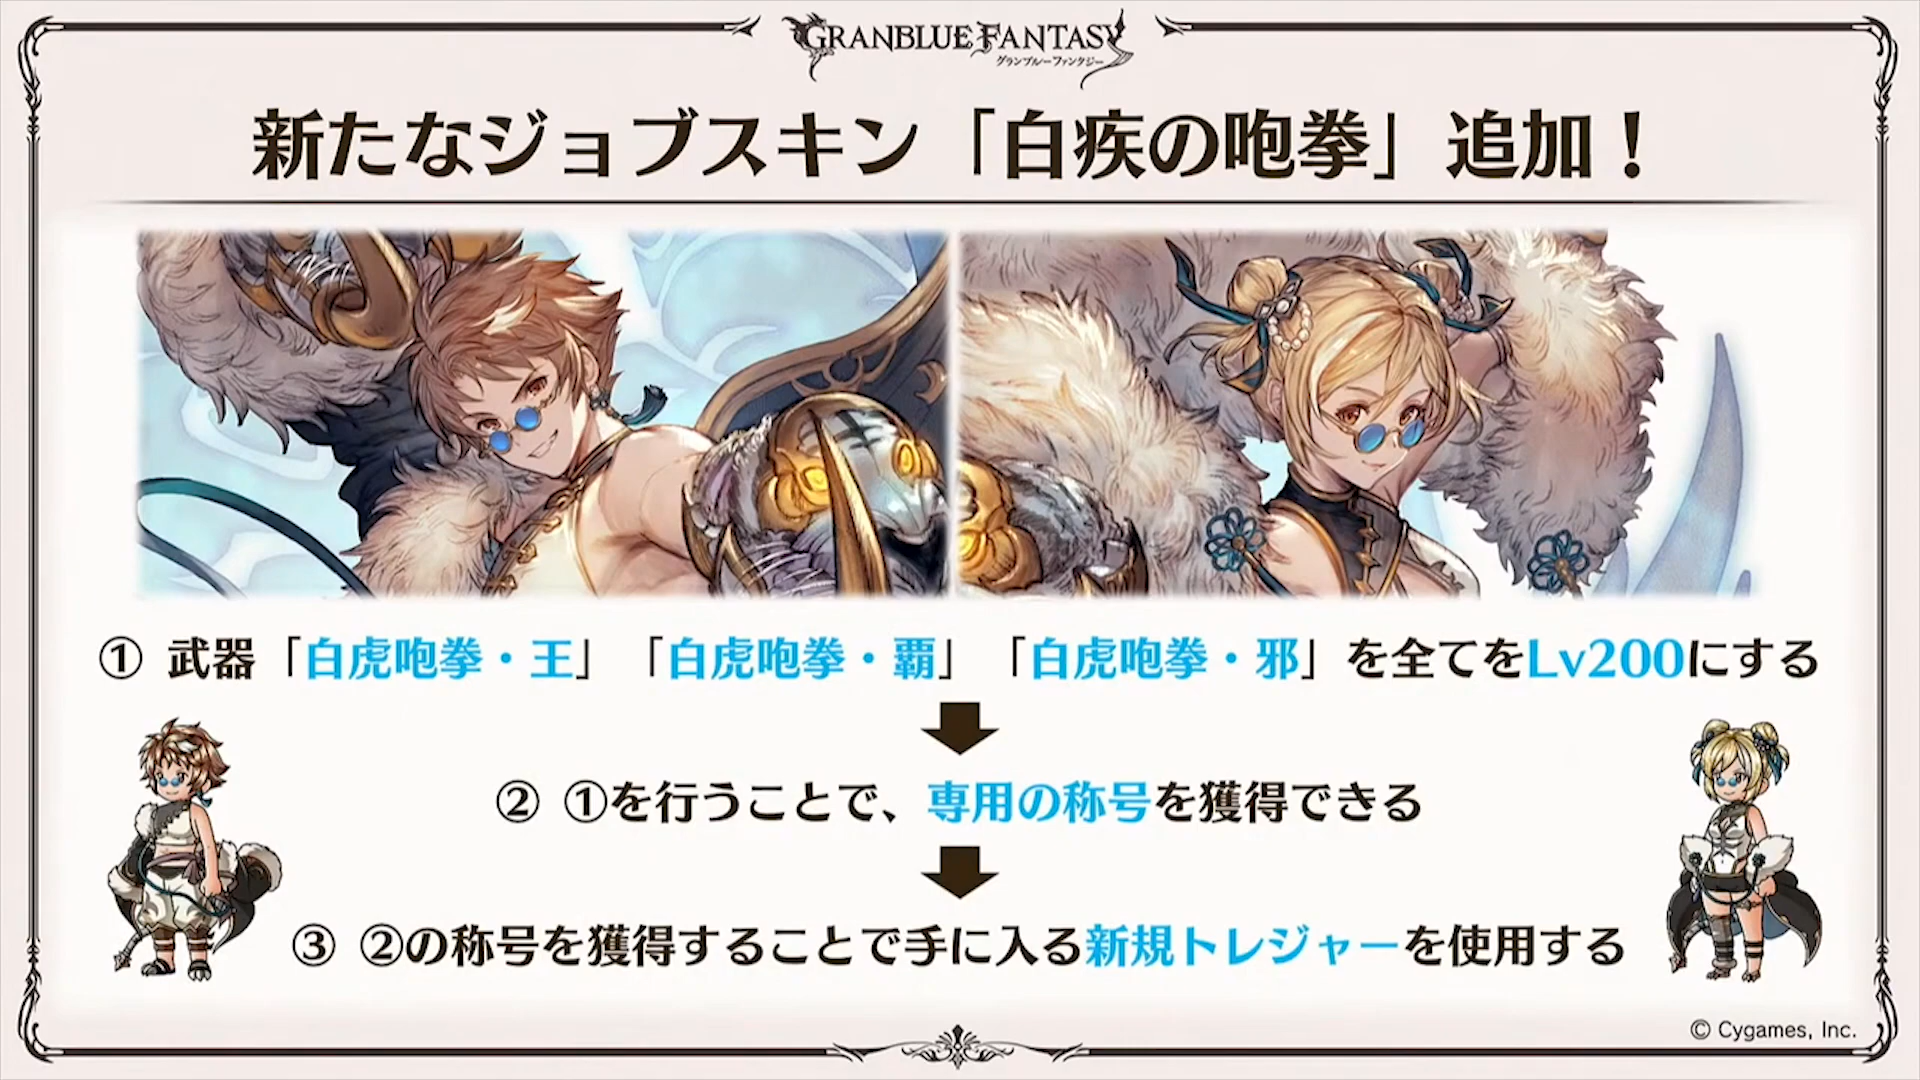 GRANBLUE FANTASY
グランブルーファンタジー
新たなジョブスキン「白疾の咆拳」追加！
① 武器「白虎咆拳・王」「白虎咆拳・覇」「白虎咆拳・邪」を全てをLv200にする
② ①を行うことで、専用の称号を獲得できる
③ ②の称号を獲得することで手に入る新規トレジャーを使用する
© Cygames, Inc.